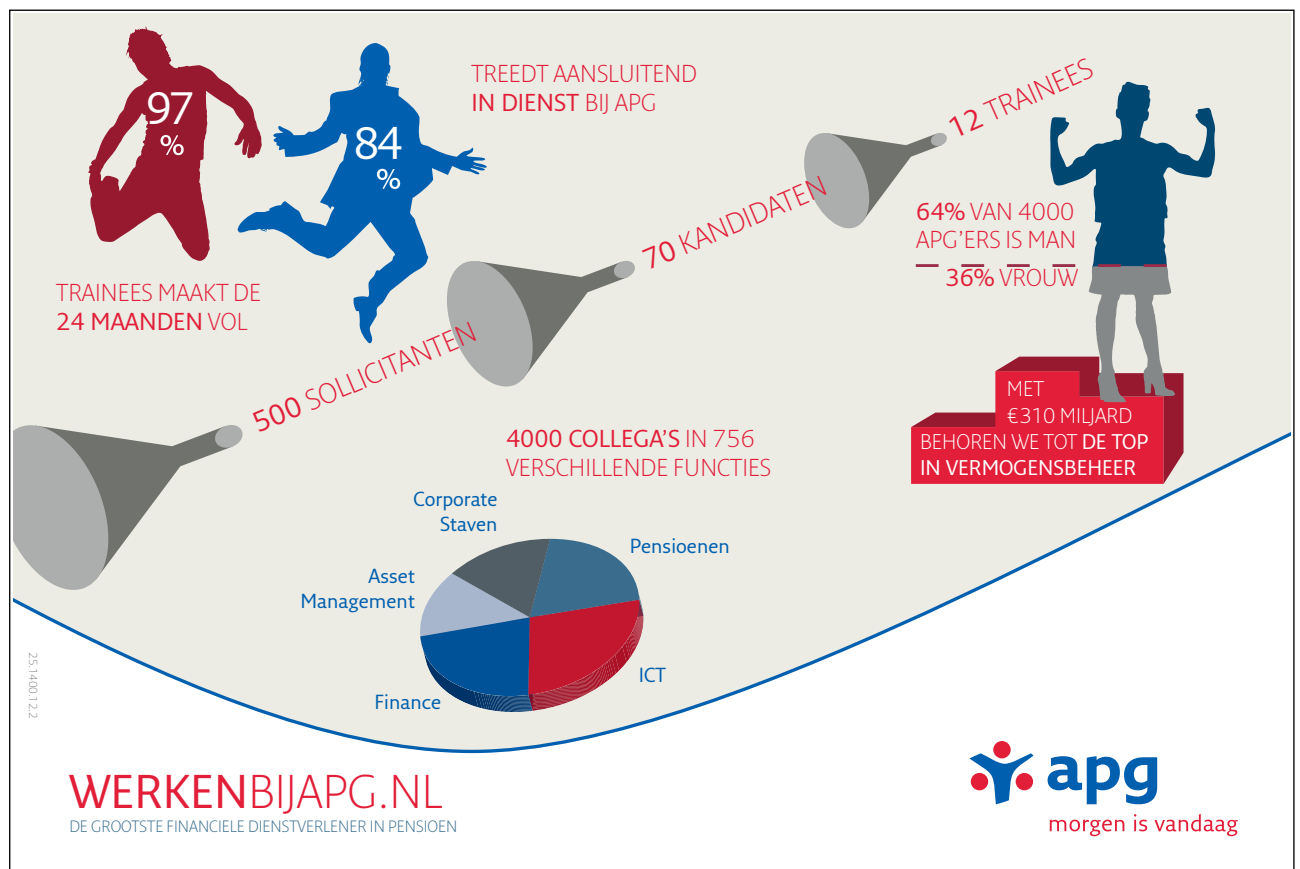 97
%
TRAINEES MAAKT DE
24 MAANDEN VOL
84
%
TREEDT AANSLUITEND
IN DIENST BIJ APG
500 SOLLICITANTEN
70 KANDIDATEN
12 TRAINEES
64% VAN 4000
APG'ERS IS MAN
36% VROUW
MET
€310 MILJARD
BEHOREN WE TOT DE TOP
IN VERMOGENSBEHEER
4000 COLLEGA'S IN 756
VERSCHILLENDE FUNCTIES
Corporate
Staven
Pensioenen
Asset
Management
ICT
Finance
25.1400.12.2
WERKENBIJAPG.NL
DE GROOTSTE FINANCIELE DIENSTVERLENER IN PENSIOEN
apg
morgen is vandaag